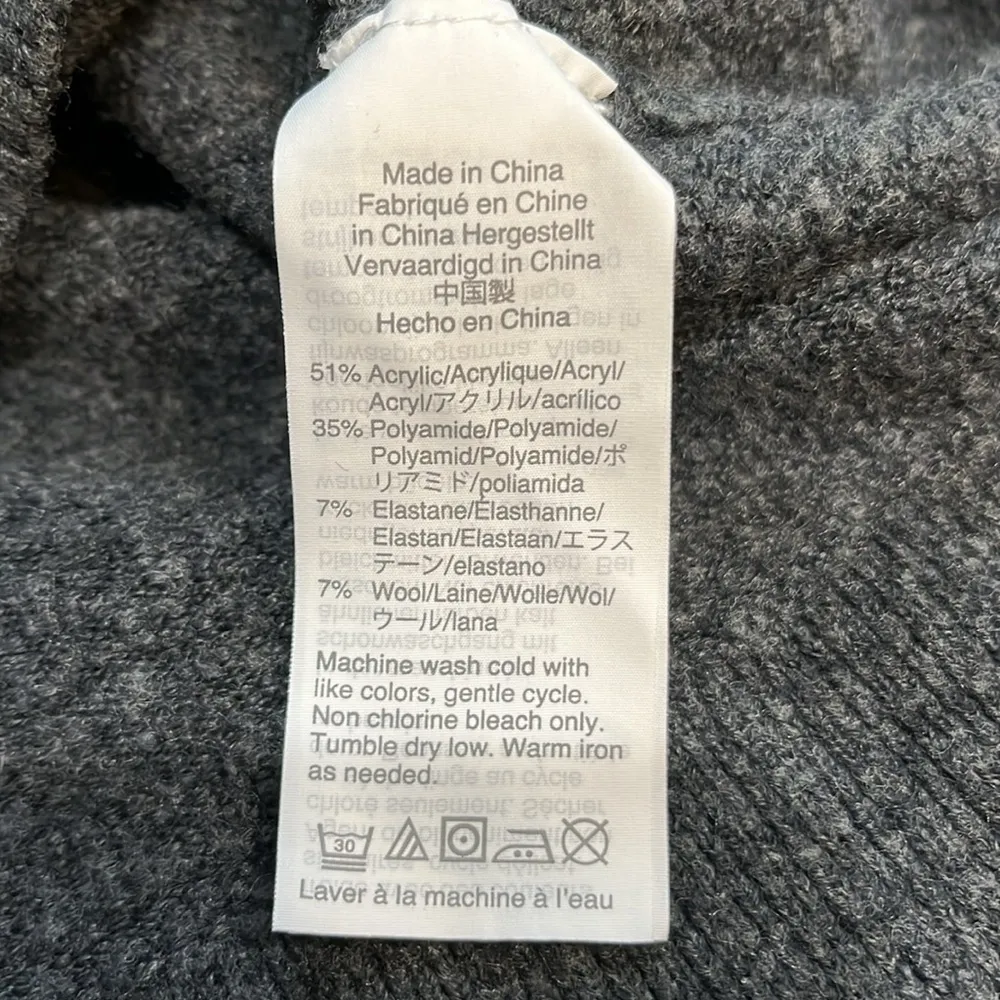 Made in China
Fabriqué en Chine
in China Hergestellt
Vervaardigd in China
中国製
Hecho en China
51% Acrylic/Acrylique/Acryl/
Acryl/アクリル/acrílico
35% Polyamide/Polyamide/
Polyamid/Polyamide/ポ
リアミド/poliamida
7% Elastane/Élasthanne/
Elastan/Elastaan/エラス
テーン/elastano
7% Wool/Laine/Wolle/Wol/
ウール/lana
Machine wash cold with
like colors, gentle cycle.
Non chlorine bleach only.
Tumble dry low. Warm iron
as needed.
30
Laver à la machine à l'eau